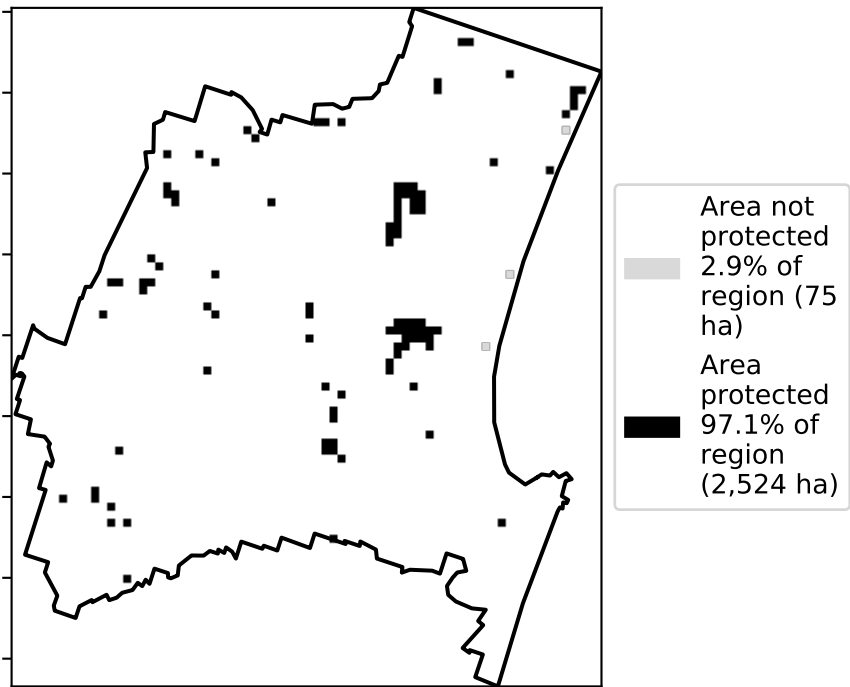 Area not
protected
2.9% of
region (75
ha)
Area
protected
97.1% of
region
(2,524 ha)